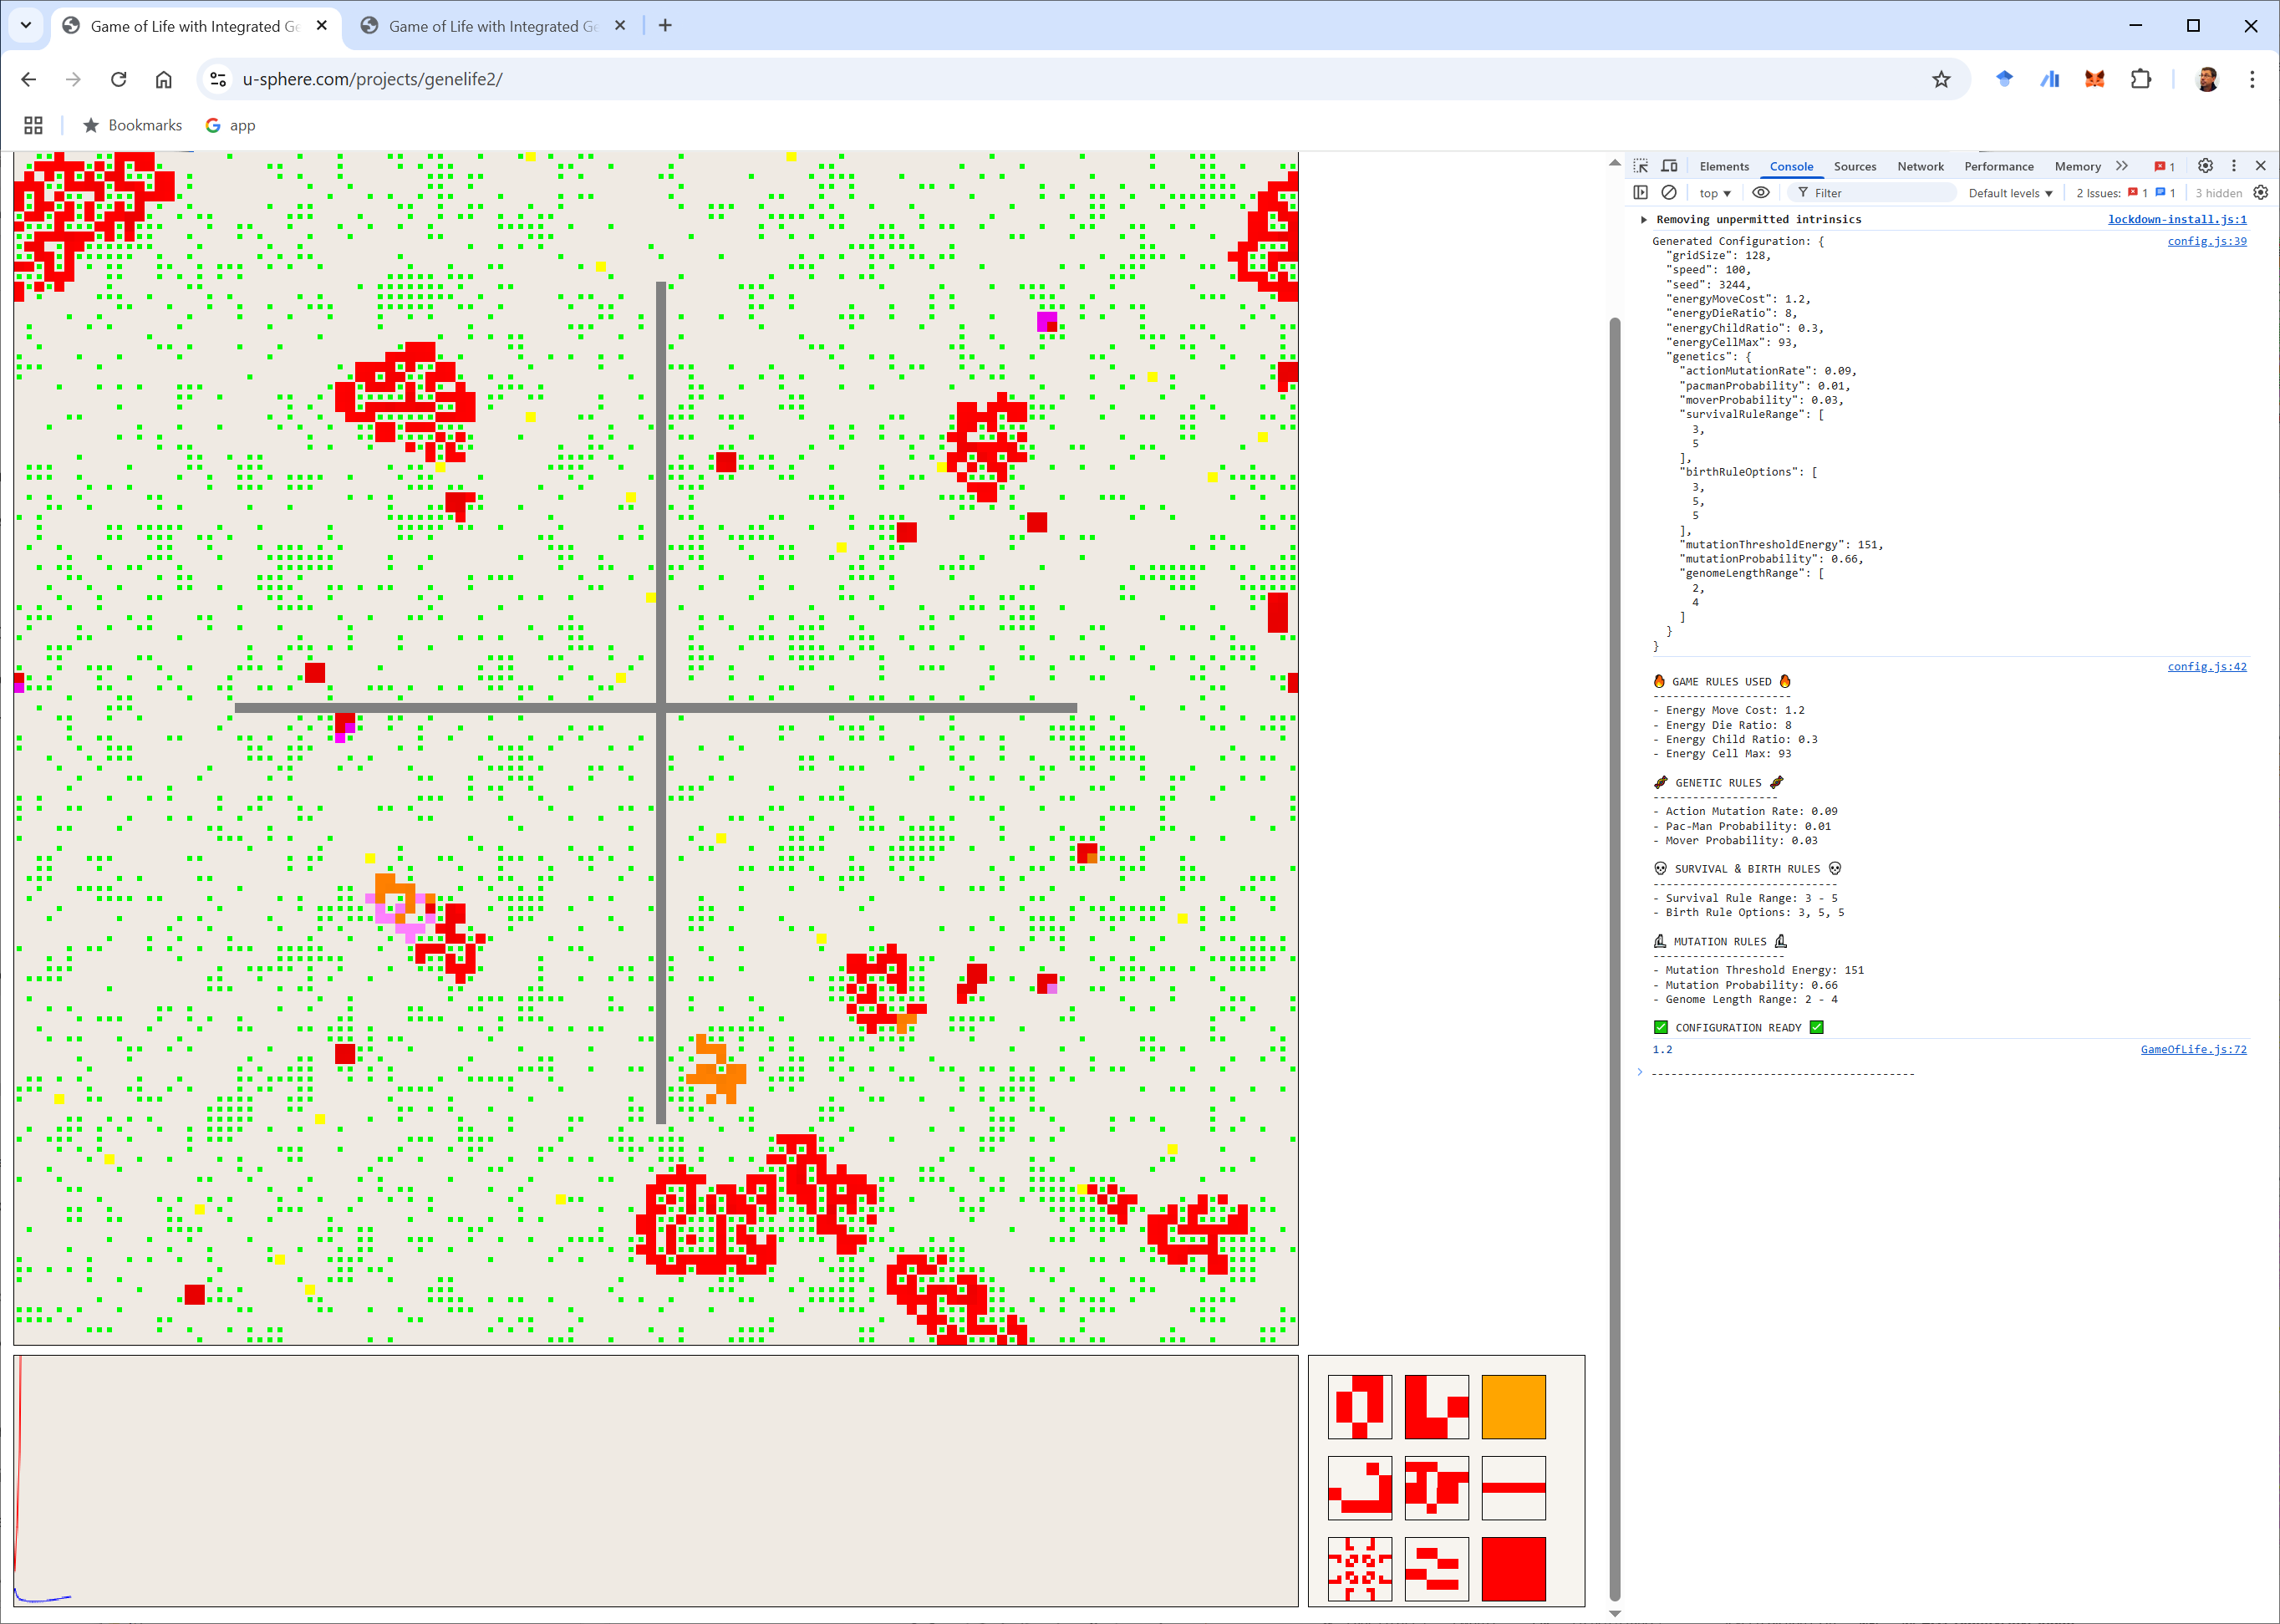 Game of Life with Integrated Ge
Game of Life with Integrated Ge
u-sphere.com/projects/genelife2/
Bookmarks
app
Elements Console Sources Network Performance Memory 1
top Filter Default levels 2 Issues: 1 1 3 hidden
Removing unpermitted intrinsics lockdown-install.js:1
Generated Configuration: { config.js:39
"gridSize": 128,
"speed": 100,
"seed": 3244,
"energyMoveCost": 1.2,
"energyDieRatio": 8,
"energyChildRatio": 0.3,
"energyCellMax": 93,
"genetics": {
"actionMutationRate": 0.09,
"pacmanProbability": 0.01,
"moverProbability": 0.03,
"survivalRuleRange": [
3,
5
],
"birthRuleOptions": [
3,
5,
5
],
"mutationThresholdEnergy": 151,
"mutationProbability": 0.66,
"genomeLengthRange": [
2,
4
]
}
}
config.js:42
🔥 GAME RULES USED 🔥
---------------------
- Energy Move Cost: 1.2
- Energy Die Ratio: 8
- Energy Child Ratio: 0.3
- Energy Cell Max: 93
GENETIC RULES
-------------------
- Action Mutation Rate: 0.09
- Pac-Man Probability: 0.01
- Mover Probability: 0.03
💀 SURVIVAL & BIRTH RULES 💀
----------------------------
- Survival Rule Range: 3 - 5
- Birth Rule Options: 3, 5, 5
MUTATION RULES
--------------------
- Mutation Threshold Energy: 151
- Mutation Probability: 0.66
- Genome Length Range: 2 - 4
✅ CONFIGURATION READY ✅
1.2 GameOfLife.js:72
----------------------------------------